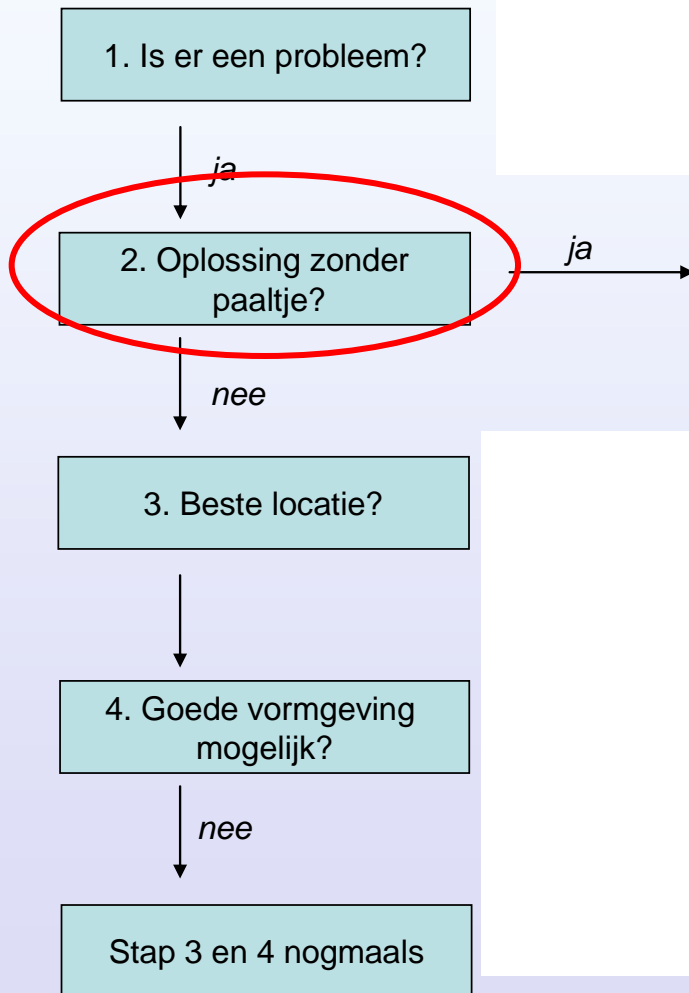 1. Is er een probleem?
ja
2. Oplossing zonder
paaltje?
ja
nee
3. Beste locatie?
4. Goede vormgeving
mogelijk?
nee
Stap 3 en 4 nogmaals